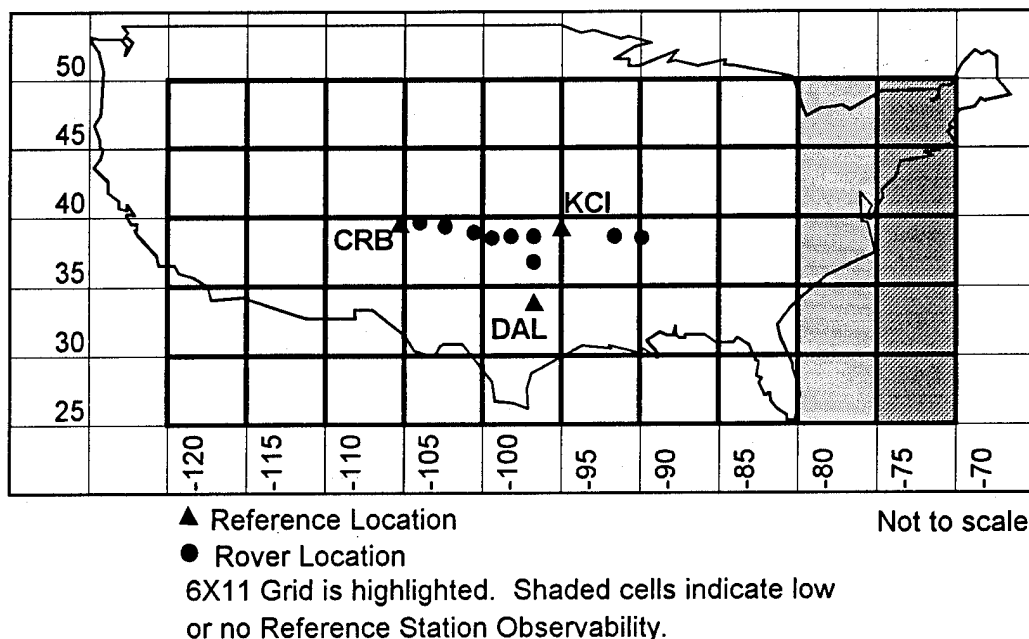 50
45
40
KCI
CRB
35
DAL
30
25
-120
-115
-110
-105
-100
-95
-90
-85
-80
-75
-70
▲ Reference Location
Not to scale
● Rover Location
6X11 Grid is highlighted. Shaded cells indicate low
or no Reference Station Observability.